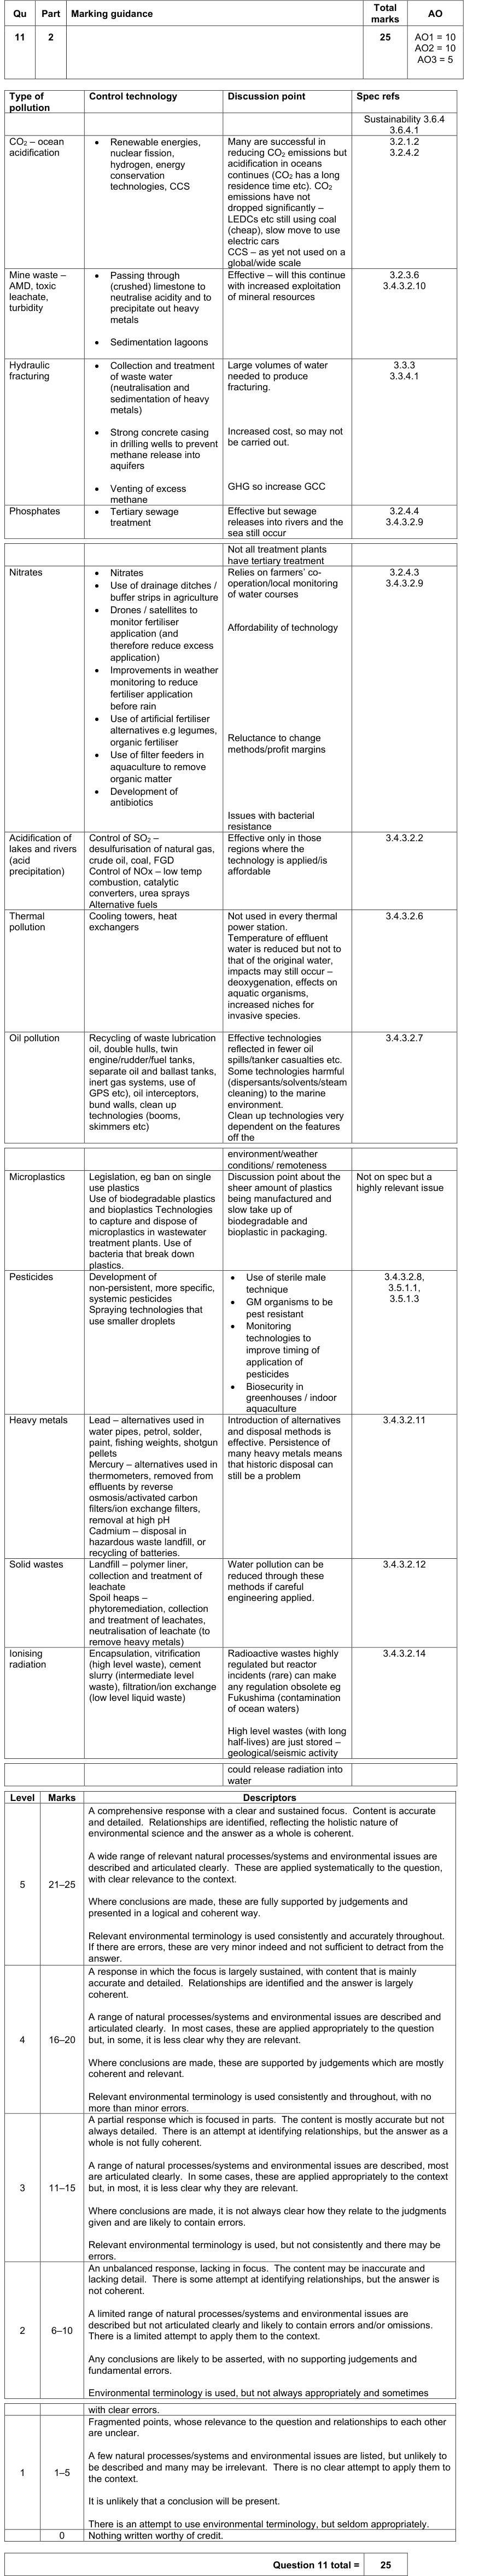 Qu Part Marking guidance Total marks AO
11 2 25 AO1 = 10
AO2 = 10
AO3 = 5
Type of pollution Control technology Discussion point Spec refs
Sustainability 3.6.4
3.6.4.1
CO₂ – ocean
acidification
• Renewable energies,
nuclear fission,
hydrogen, energy
conservation
technologies, CCS
Many are successful in
reducing CO₂ emissions but
acidification in oceans
continues (CO₂ has a long
residence time etc). CO₂
emissions have not
dropped significantly –
LEDCs etc still using coal
(cheap), slow move to use
electric cars
CCS – as yet not used on a
global/wide scale
3.2.1.2
3.2.4.2
Mine waste –
AMD, toxic
leachate,
turbidity
• Passing through
(crushed) limestone to
neutralise acidity and to
precipitate out heavy
metals
• Sedimentation lagoons
Effective – will this continue
with increased exploitation
of mineral resources
3.2.3.6
3.4.3.2.10
Hydraulic
fracturing
• Collection and treatment
of waste water
(neutralisation and
sedimentation of heavy
metals)
• Strong concrete casing
in drilling wells to prevent
methane release into
aquifers
• Venting of excess
methane
Large volumes of water
needed to produce
fracturing.
Increased cost, so may not
be carried out.
GHG so increase GCC
3.3.3
3.3.4.1
Phosphates
• Tertiary sewage
treatment
Effective but sewage
releases into rivers and the
sea still occur
3.2.4.4
3.4.3.2.9
Not all treatment plants
have tertiary treatment
Nitrates
• Nitrates
• Use of drainage ditches /
buffer strips in agriculture
• Drones / satellites to
monitor fertiliser
application (and
therefore reduce excess
application)
• Improvements in weather
monitoring to reduce
fertiliser application
before rain
• Use of artificial fertiliser
alternatives e.g legumes,
organic fertiliser
• Use of filter feeders in
aquaculture to remove
organic matter
• Development of
antibiotics
Relies on farmers’ co-
operation/local monitoring
of water courses
Affordability of technology
Reluctance to change
methods/profit margins
Issues with bacterial
resistance
3.2.4.3
3.4.3.2.9
Acidification of
lakes and rivers
(acid
precipitation)
Control of SO₂ –
desulfurisation of natural gas,
crude oil, coal, FGD
Control of NOx – low temp
combustion, catalytic
converters, urea sprays
Alternative fuels
Effective only in those
regions where the
technology is applied/is
affordable
3.4.3.2.2
Thermal
pollution
Cooling towers, heat
exchangers
Not used in every thermal
power station.
Temperature of effluent
water is reduced but not to
that of the original water,
impacts may still occur –
deoxygenation, effects on
aquatic organisms,
increased niches for
invasive species.
3.4.3.2.6
Oil pollution
Recycling of waste lubrication
oil, double hulls, twin
engine/rudder/fuel tanks,
separate oil and ballast tanks,
inert gas systems, use of
GPS etc), oil interceptors,
bund walls, clean up
technologies (booms,
skimmers etc)
Effective technologies
reflected in fewer oil
spills/tanker casualties etc.
Some technologies harmful
(dispersants/solvents/steam
cleaning) to the marine
environment.
Clean up technologies very
dependent on the features
off the
3.4.3.2.7
environment/weather
conditions/ remoteness
Microplastics
Legislation, eg ban on single
use plastics
Use of biodegradable plastics
and bioplastics Technologies
to capture and dispose of
microplastics in wastewater
treatment plants. Use of
bacteria that break down
plastics.
Discussion point about the
sheer amount of plastics
being manufactured and
slow take up of
biodegradable and
bioplastic in packaging.
Not on spec but a
highly relevant issue
Pesticides
Development of
non-persistent, more specific,
systemic pesticides
Spraying technologies that
use smaller droplets
• Use of sterile male
technique
• GM organisms to be
pest resistant
• Monitoring
technologies to
improve timing of
application of
pesticides
• Biosecurity in
greenhouses / indoor
aquaculture
3.4.3.2.8,
3.5.1.1,
3.5.1.3
Heavy metals
Lead – alternatives used in
water pipes, petrol, solder,
paint, fishing weights, shotgun
pellets
Mercury – alternatives used in
thermometers, removed from
effluents by reverse
osmosis/activated carbon
filters/ion exchange filters,
removal at high pH
Cadmium – disposal in
hazardous waste landfill, or
recycling of batteries.
Introduction of alternatives
and disposal methods is
effective. Persistence of
many heavy metals means
that historic disposal can
still be a problem
3.4.3.2.11
Solid wastes
Landfill – polymer liner,
collection and treatment of
leachate
Spoil heaps –
phytoremediation, collection
and treatment of leachates,
neutralisation of leachate (to
remove heavy metals)
Water pollution can be
reduced through these
methods if careful
engineering applied.
3.4.3.2.12
Ionising
radiation
Encapsulation, vitrification
(high level waste), cement
slurry (intermediate level
waste), filtration/ion exchange
(low level liquid waste)
Radioactive wastes highly
regulated but reactor
incidents (rare) can make
any regulation obsolete eg
Fukushima (contamination
of ocean waters)
High level wastes (with long
half-lives) are just stored –
geological/seismic activity
3.4.3.2.14
could release radiation into
water
Level Marks Descriptors
5 21–25
A comprehensive response with a clear and sustained focus. Content is accurate
and detailed. Relationships are identified, reflecting the holistic nature of
environmental science and the answer as a whole is coherent.
A wide range of relevant natural processes/systems and environmental issues are
described and articulated clearly. These are applied systematically to the question,
with clear relevance to the context.
Where conclusions are made, these are fully supported by judgements and
presented in a logical and coherent way.
Relevant environmental terminology is used consistently and accurately throughout.
If there are errors, these are very minor indeed and not sufficient to detract from the
answer.
4 16–20
A response in which the focus is largely sustained, with content that is mainly
accurate and detailed. Relationships are identified and the answer is largely
coherent.
A range of natural processes/systems and environmental issues are described and
articulated clearly. In most cases, these are applied appropriately to the question
but, in some, it is less clear why they are relevant.
Where conclusions are made, these are supported by judgements which are mostly
coherent and relevant.
Relevant environmental terminology is used consistently and throughout, with no
more than minor errors.
3 11–15
A partial response which is focused in parts. The content is mostly accurate but not
always detailed. There is an attempt at identifying relationships, but the answer as a
whole is not fully coherent.
A range of natural processes/systems and environmental issues are described, most
are articulated clearly. In some cases, these are applied appropriately to the context
but, in most, it is less clear why they are relevant.
Where conclusions are made, it is not always clear how they relate to the judgments
given and are likely to contain errors.
Relevant environmental terminology is used, but not consistently and there may be
errors.
2 6–10
An unbalanced response, lacking in focus. The content may be inaccurate and
lacking detail. There is some attempt at identifying relationships, but the answer is
not coherent.
A limited range of natural processes/systems and environmental issues are
described but not articulated clearly and likely to contain errors and/or omissions.
There is a limited attempt to apply them to the context.
Any conclusions are likely to be asserted, with no supporting judgements and
fundamental errors.
Environmental terminology is used, but not always appropriately and sometimes
with clear errors.
1 1–5
Fragmented points, whose relevance to the question and relationships to each other
are unclear.
A few natural processes/systems and environmental issues are listed, but unlikely to
be described and many may be irrelevant. There is no clear attempt to apply them to
the context.
It is unlikely that a conclusion will be present.
There is an attempt to use environmental terminology, but seldom appropriately.
0 Nothing written worthy of credit.
Question 11 total = 25